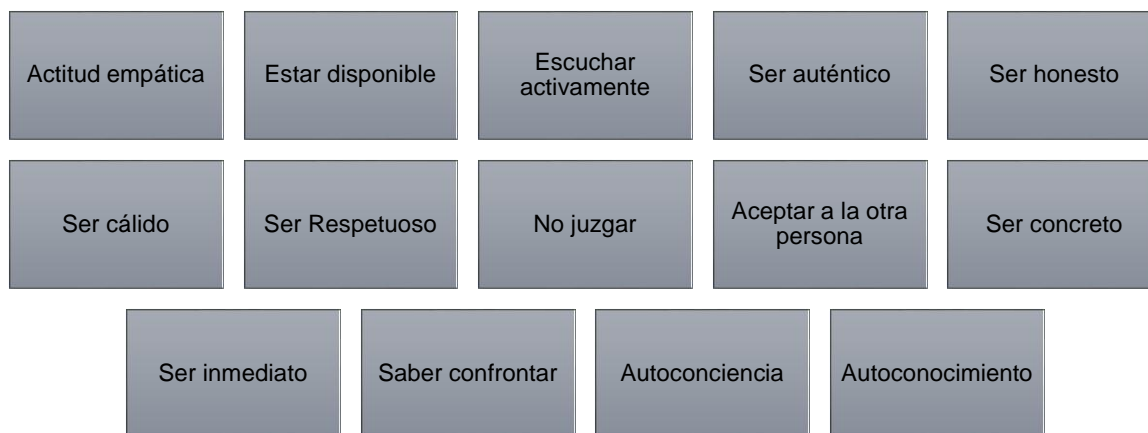 Actitud empática
Estar disponible
Escuchar
activamente
Ser auténtico
Ser honesto
Ser cálido
Ser Respetuoso
No juzgar
Aceptar a la otra
persona
Ser concreto
Ser inmediato
Saber confrontar
Autoconciencia
Autoconocimiento